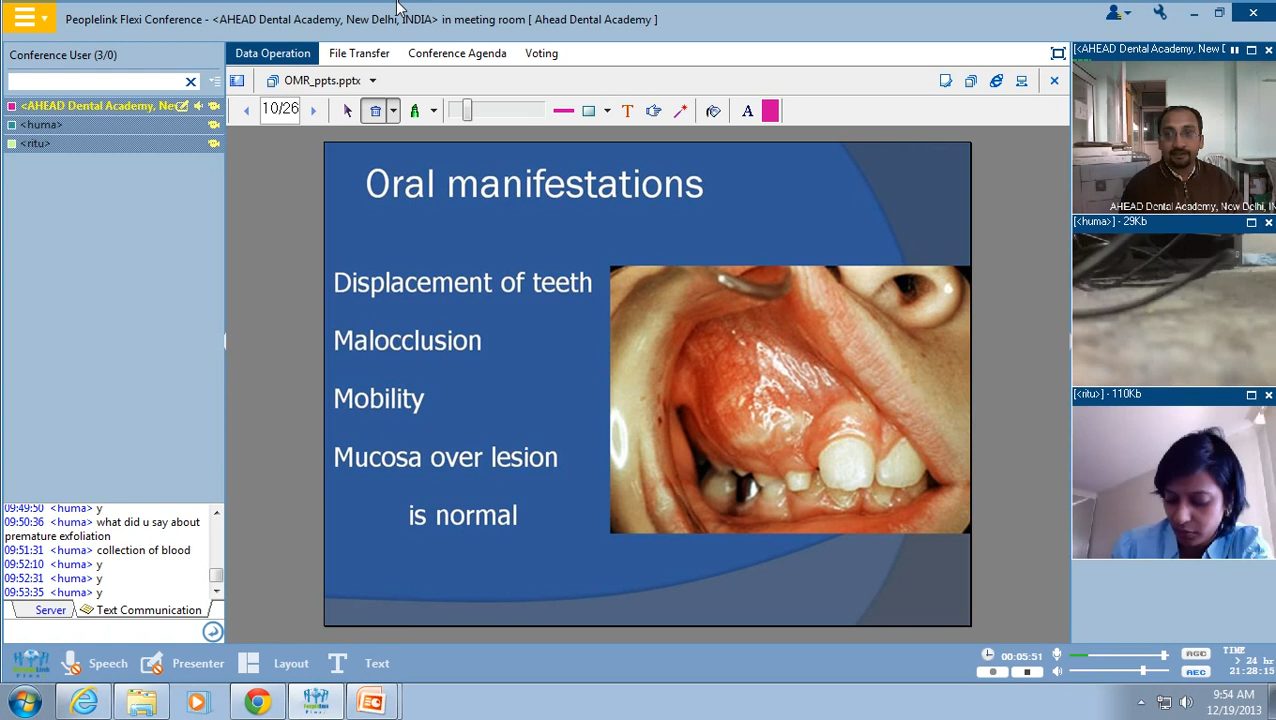 Peoplelink Flexi Conference - <AHEAD Dental Academy, New Delhi, INDIA> in meeting room [ Ahead Dental Academy ]
Conference User (3/0)
<AHEAD Dental Academy, Ne
<huma>
<ritu>
Data Operation
File Transfer
Conference Agenda
Voting
OMR_ppts.pptx
10/26
T
A
Oral manifestations
Displacement of teeth
Malocclusion
Mobility
Mucosa over lesion
is normal
[<AHEAD Dental Academy, New D
AHEAD Dental Academy, New Delhi, IN
[<huma>] - 29Kb
[<ritu>] - 110Kb
09:49:50 <huma> y
09:50:36 <huma> what did u say about
premature exfoliation
09:51:31 <huma> collection of blood
09:52:10 <huma> y
09:52:31 <huma> y
09:53:35 <huma> y
Server
Text Communication
Speech
Presenter
Layout
Text
00:05:51
AGC
AEC
TIME
> 24 hr
21:28:15
9:54 AM
12/19/2013